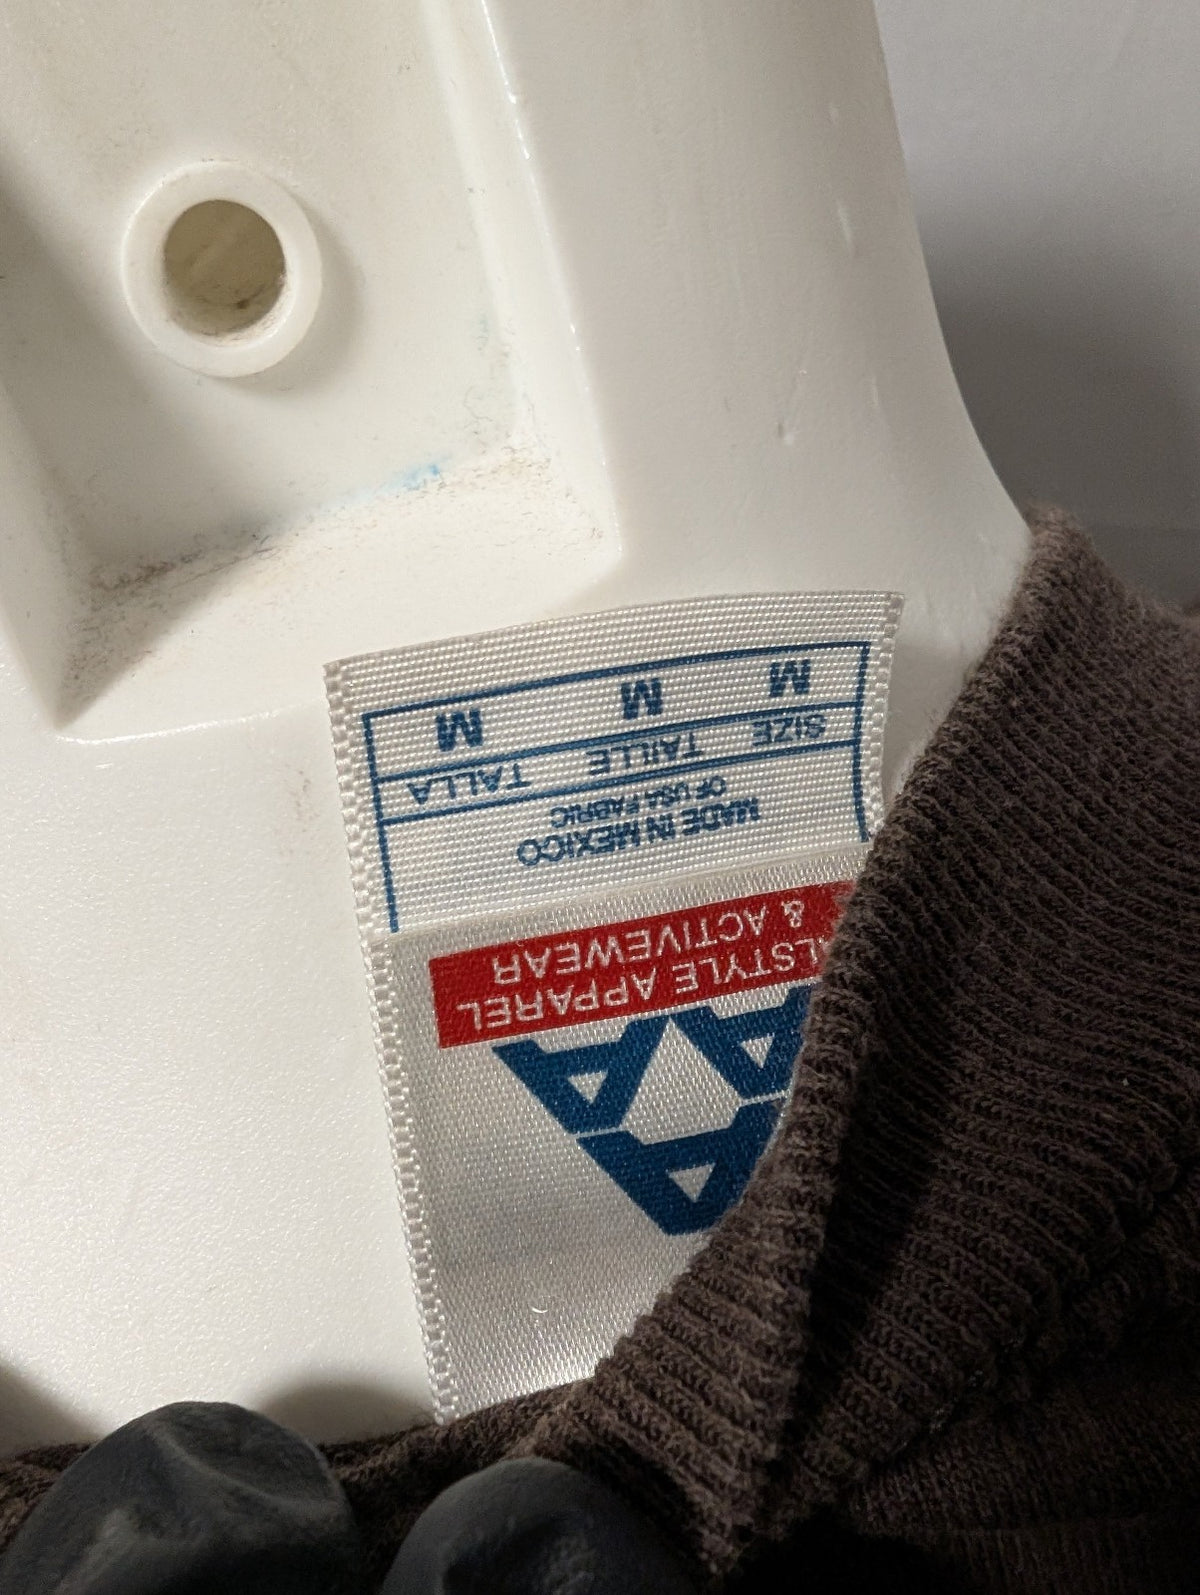 A
A A
LSTYLE APPAREL
& ACTIVEWEAR
MADE IN MEXICO
OF USA FABRIC
SIZE TAILLE TALLA
M M M